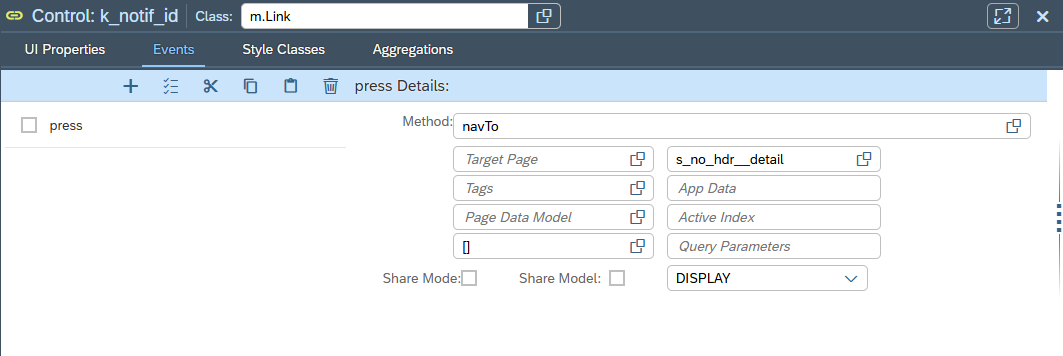 Control: k_notif_id Class: m.Link
UI Properties Events Style Classes Aggregations
press Details:
press
Method: navTo
Target Page s_no_hdr__detail
Tags App Data
Page Data Model Active Index
[] Query Parameters
Share Mode: Share Model: DISPLAY